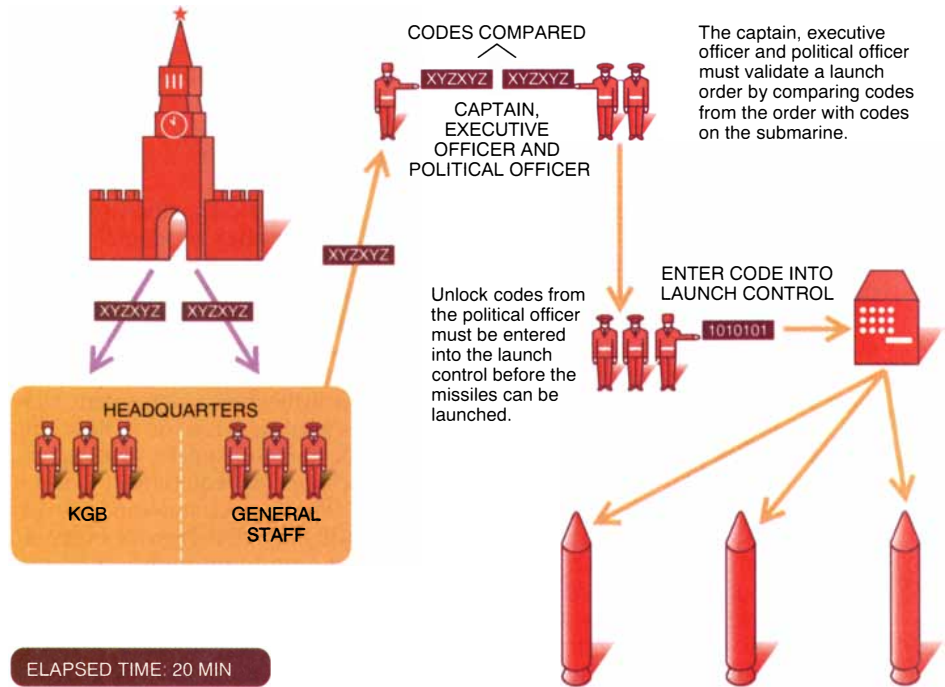 CODES COMPARED
XYZXYZ
XYZXYZ
CAPTAIN,
EXECUTIVE
OFFICER AND
POLITICAL OFFICER
The captain, executive
officer and political officer
must validate a launch
order by comparing codes
from the order with codes
on the submarine.
XYZXYZ
XYZXYZ
XYZXYZ
Unlock codes from
the political officer
must be entered
into the launch
control before the
missiles can be
launched.
ENTER CODE INTO
LAUNCH CONTROL
1010101
HEADQUARTERS
KGB
GENERAL
STAFF
ELAPSED TIME: 20 MIN